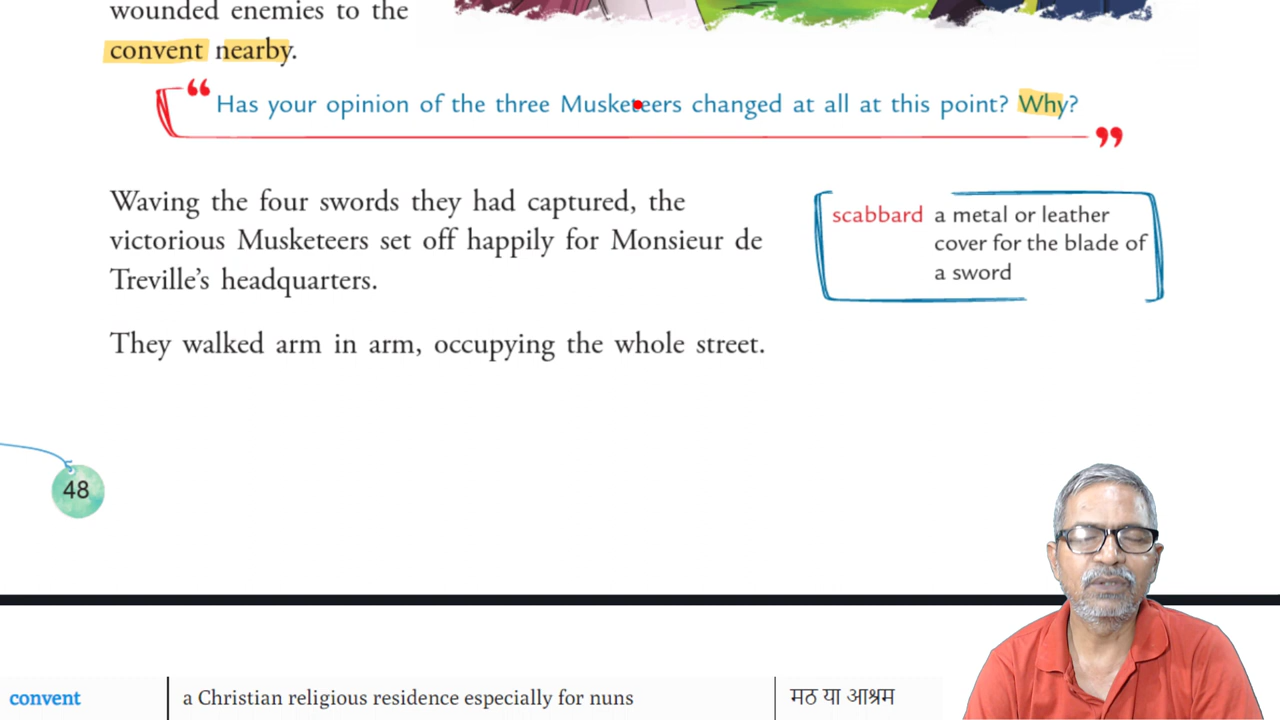 wounded enemies to the
convent nearby.
“ Has your opinion of the three Musketeers changed at all at this point? Why? ”
Waving the four swords they had captured, the
victorious Musketeers set off happily for Monsieur de
Treville’s headquarters.
scabbard a metal or leather
cover for the blade of
a sword
They walked arm in arm, occupying the whole street.
48
convent a Christian religious residence especially for nuns मठ या आश्रम